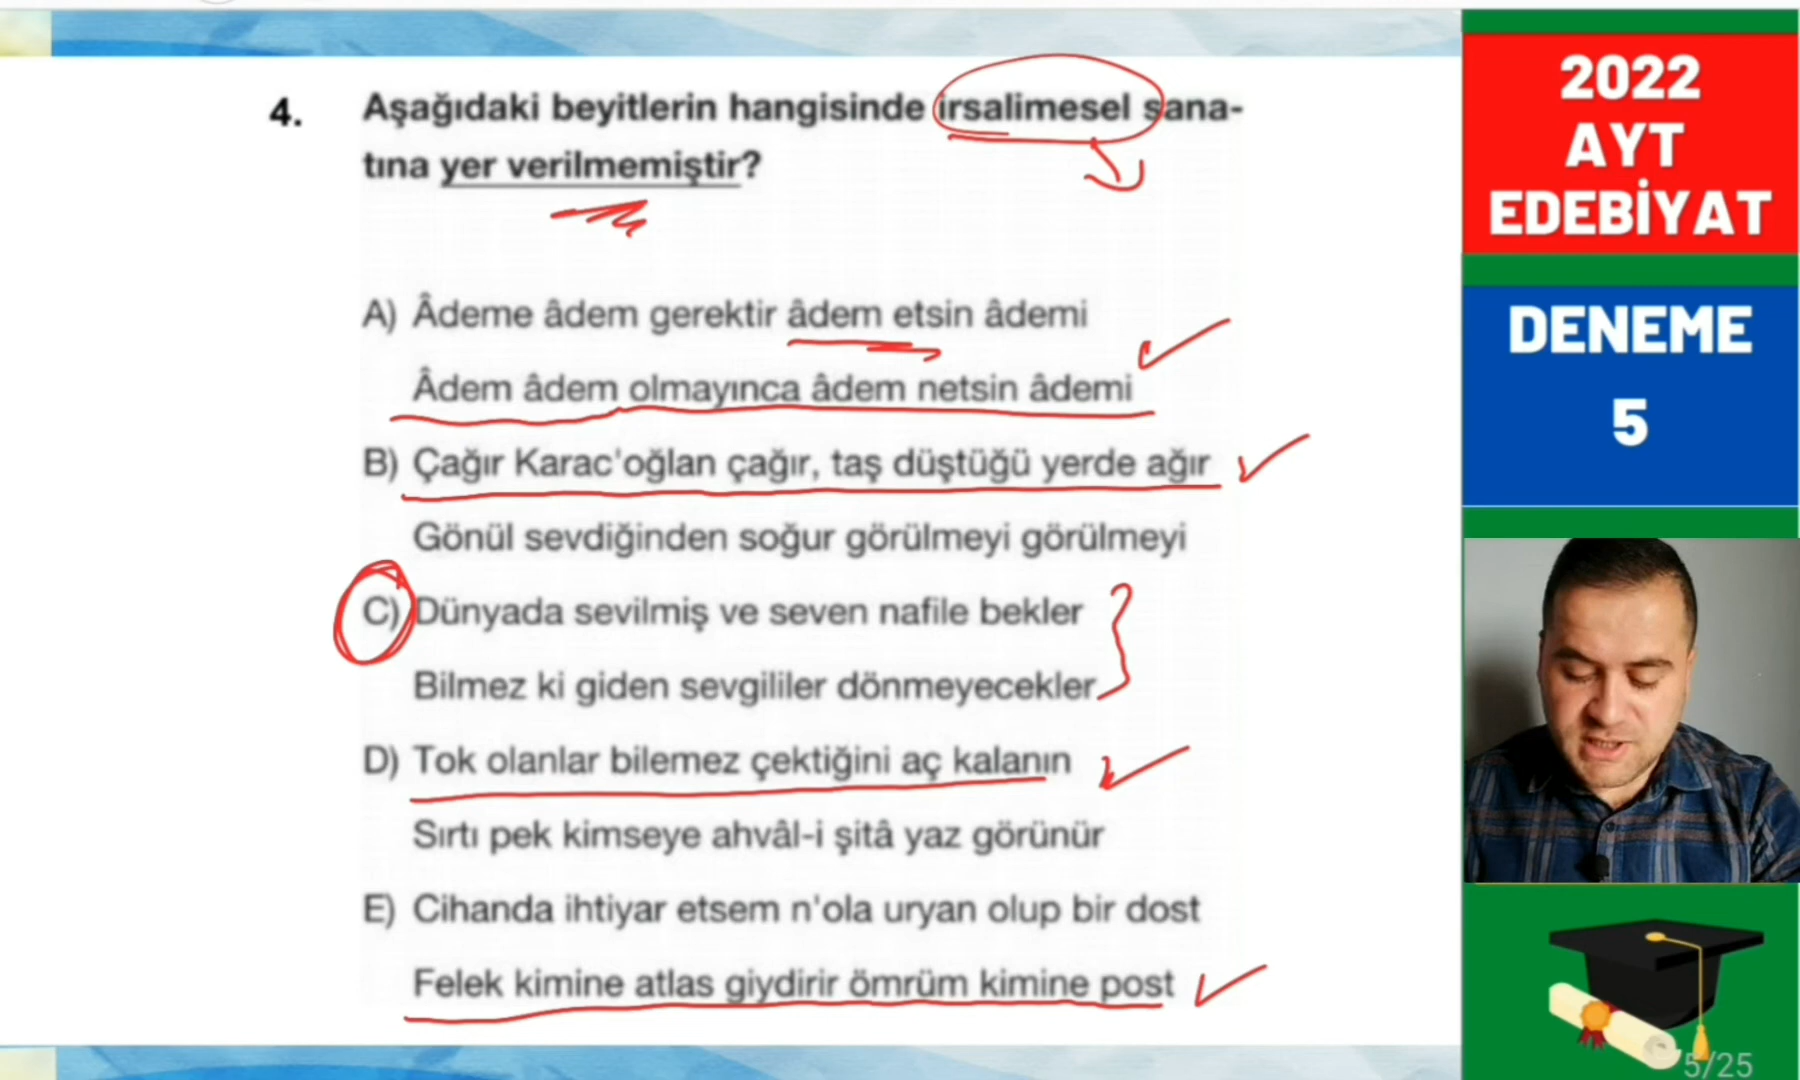 4. Aşağıdaki beyitlerin hangisinde irsalimesel sana-
tına yer verilmemiştir?
A) Âdeme âdem gerektir âdem etsin âdemi
Âdem âdem olmayınca âdem netsin âdemi
B) Çağır Karac'oğlan çağır, taş düştüğü yerde ağır
Gönül sevdiğinden soğur görülmeyi görülmeyi
C) Dünyada sevilmiş ve seven nafile bekler
Bilmez ki giden sevgililer dönmeyecekler
D) Tok olanlar bilemez çektiğini aç kalanın
Sırtı pek kimseye ahvâl-i şitâ yaz görünür
E) Cihanda ihtiyar etsem n'ola uryan olup bir dost
Felek kimine atlas giydirir ömrüm kimine post
2022
AYT
EDEBİYAT
DENEME
5
5/25